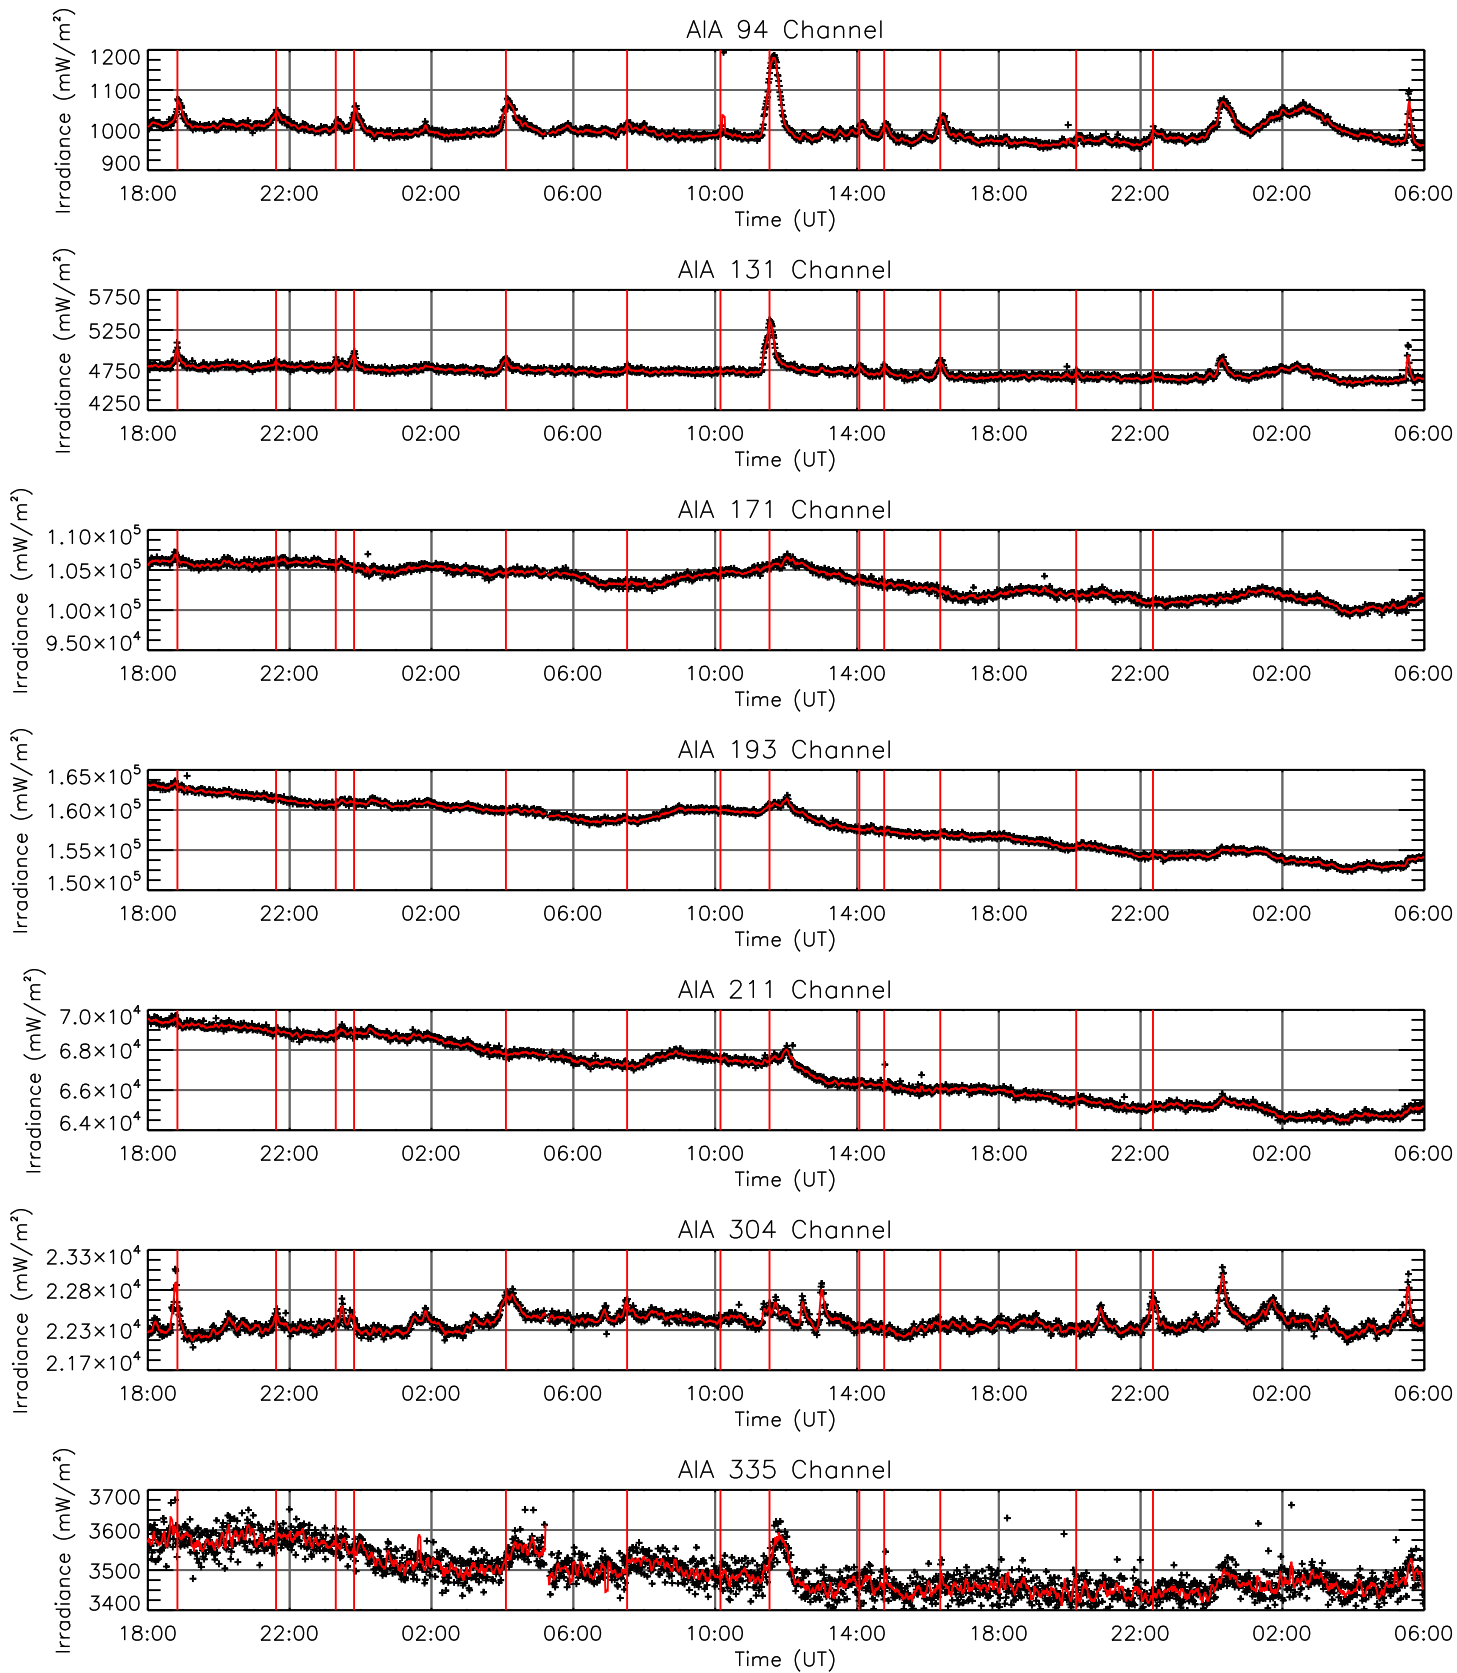 AIA 94 Channel
Irradiance (mW/m²)
1200
1100
1000
900
18:00 22:00 02:00 06:00 10:00 14:00 18:00 22:00 02:00 06:00
Time (UT)
AIA 131 Channel
Irradiance (mW/m²)
5750
5250
4750
4250
18:00 22:00 02:00 06:00 10:00 14:00 18:00 22:00 02:00 06:00
Time (UT)
AIA 171 Channel
Irradiance (mW/m²)
1.10×10⁵
1.05×10⁵
1.00×10⁵
9.50×10⁴
18:00 22:00 02:00 06:00 10:00 14:00 18:00 22:00 02:00 06:00
Time (UT)
AIA 193 Channel
Irradiance (mW/m²)
1.65×10⁵
1.60×10⁵
1.55×10⁵
1.50×10⁵
18:00 22:00 02:00 06:00 10:00 14:00 18:00 22:00 02:00 06:00
Time (UT)
AIA 211 Channel
Irradiance (mW/m²)
7.0×10⁴
6.8×10⁴
6.6×10⁴
6.4×10⁴
18:00 22:00 02:00 06:00 10:00 14:00 18:00 22:00 02:00 06:00
Time (UT)
AIA 304 Channel
Irradiance (mW/m²)
2.33×10⁴
2.28×10⁴
2.23×10⁴
2.17×10⁴
18:00 22:00 02:00 06:00 10:00 14:00 18:00 22:00 02:00 06:00
Time (UT)
AIA 335 Channel
Irradiance (mW/m²)
3700
3600
3500
3400
18:00 22:00 02:00 06:00 10:00 14:00 18:00 22:00 02:00 06:00
Time (UT)